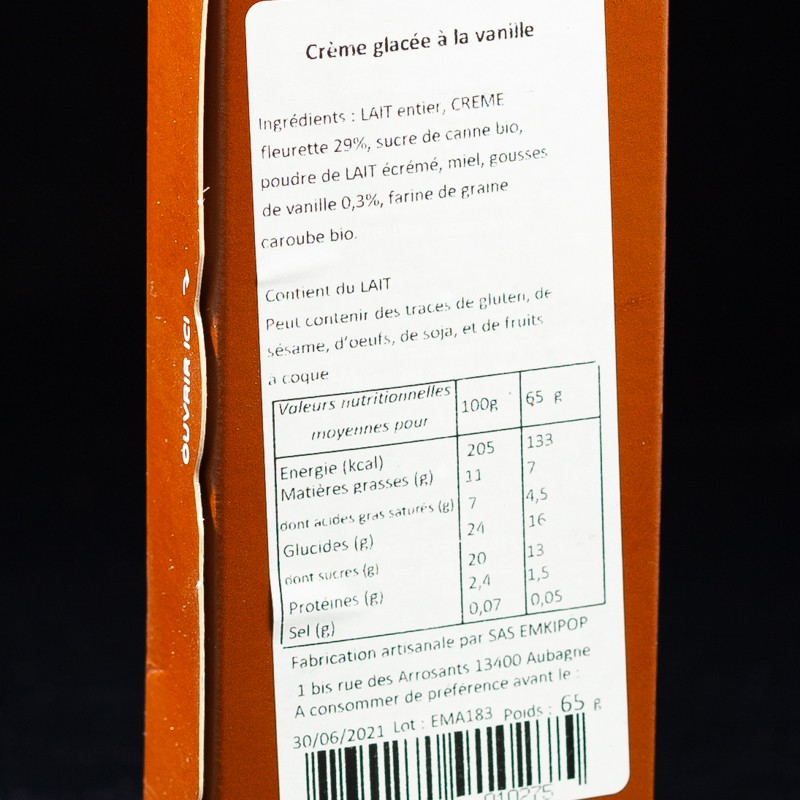 Crème glacée à la vanille
Ingrédients : LAIT entier, CREME
fleurette 29%, sucre de canne bio,
poudre de LAIT écrémé, miel, gousses
de vanille 0,3%, farine de graine
caroube bio.
Contient du LAIT
Peut contenir des traces de gluten, de
sésame, d'oeufs, de soja, et de fruits
à coque
Valeurs nutritionnelles
moyennes pour
100g
65 g
Energie (kcal) 205 133
Matières grasses (g) 11 7
dont acides gras saturés (g) 7 4,5
Glucides (g) 24 16
dont sucres (g) 20 13
Protéines (g) 2,4 1,5
Sel (g) 0,07 0,05
Fabrication artisanale par SAS EMKIPOP
1 bis rue des Arrosants 13400 Aubagne
A consommer de préférence avant le :
30/06/2021 Lot : EMA183 Poids : 65 g
010275
OUVRIR ICI